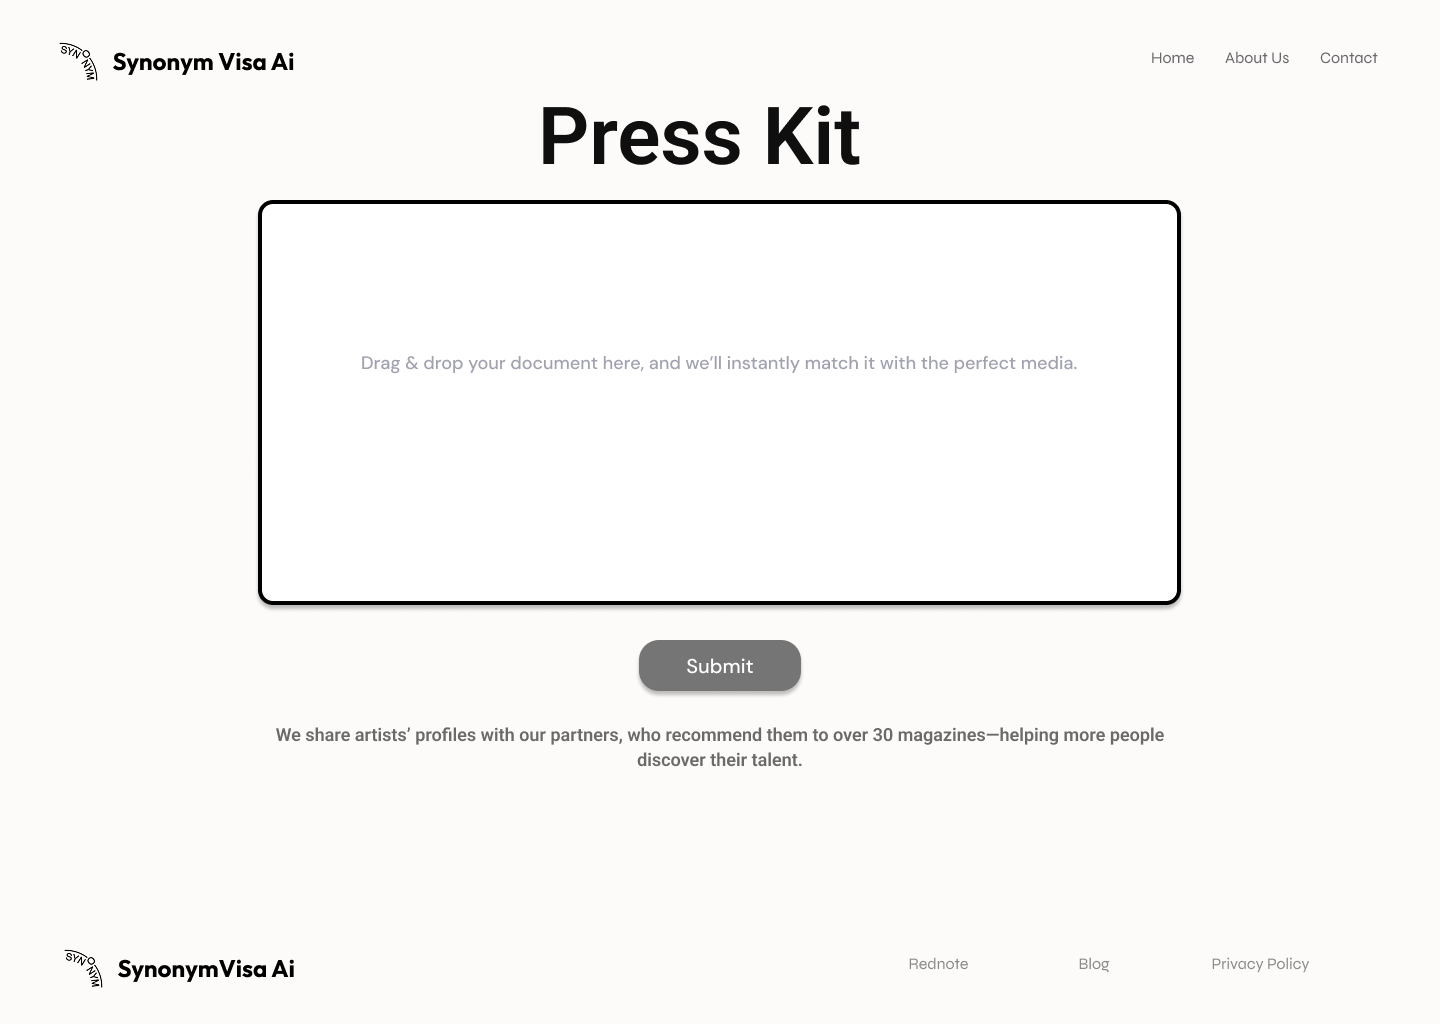 SYNONYM
Synonym Visa Ai
Home
About Us
Contact
Press Kit
Drag & drop your document here, and we’ll instantly match it with the perfect media.
Submit
We share artists’ profiles with our partners, who recommend them to over 30 magazines—helping more people
discover their talent.
SYNONYM
SynonymVisa Ai
Rednote
Blog
Privacy Policy